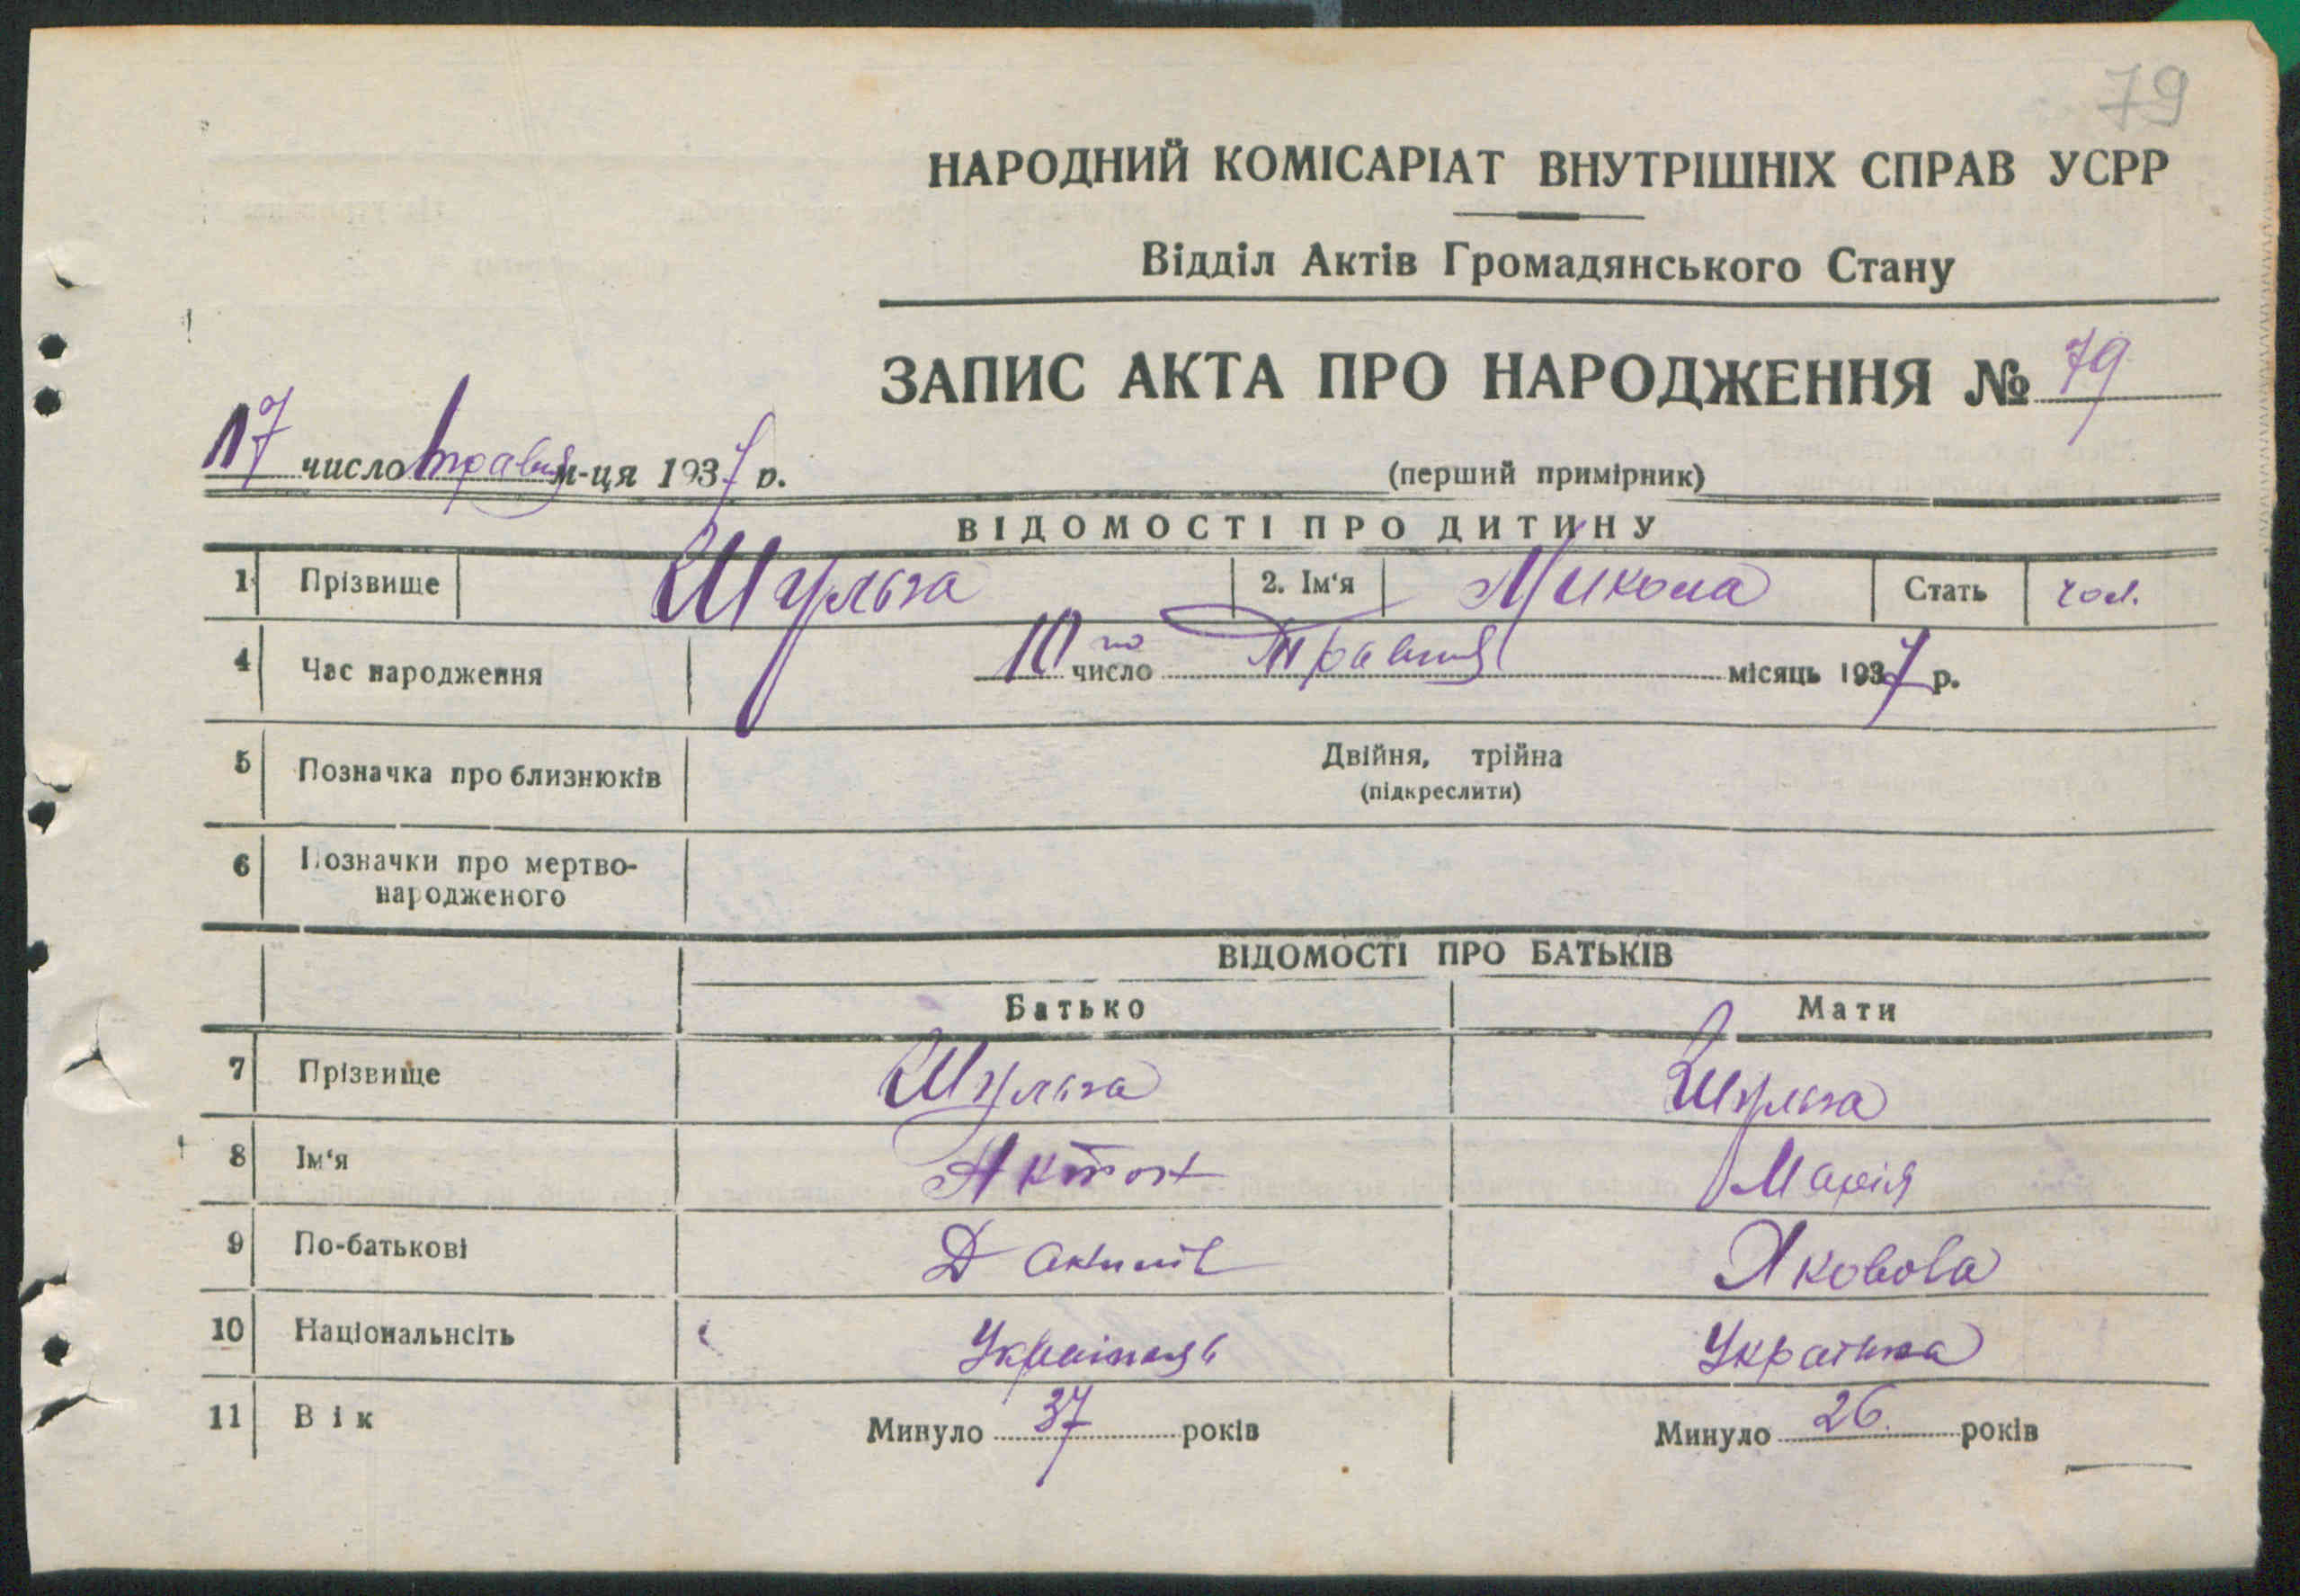 79
НАРОДНИЙ КОМІСАРІАТ ВНУТРІШНІХ СПРАВ УСРР
Відділ Актів Громадянського Стану
ЗАПИС АКТА ПРО НАРОДЖЕННЯ № 79
17 число травня м-ця 1937 р.
(перший примірник)
ВІДОМОСТІ ПРО ДИТИНУ
1 Прізвище Шульга 2. Ім'я Микола Стать чол.
4 Час народження 10 го число травня місяць 1937 р.
5 Позначка про близнюків Двійня, трійна
(підкреслити)
6 Позначки про мертво-
народженого
ВІДОМОСТІ ПРО БАТЬКІВ
Батько Мати
7 Прізвище Шульга Шульга
8 Ім'я Марія
9 По-батькові Яковова
10 Національнсіть Українець Українка
11 Вік Минуло 37 років Минуло 26 років